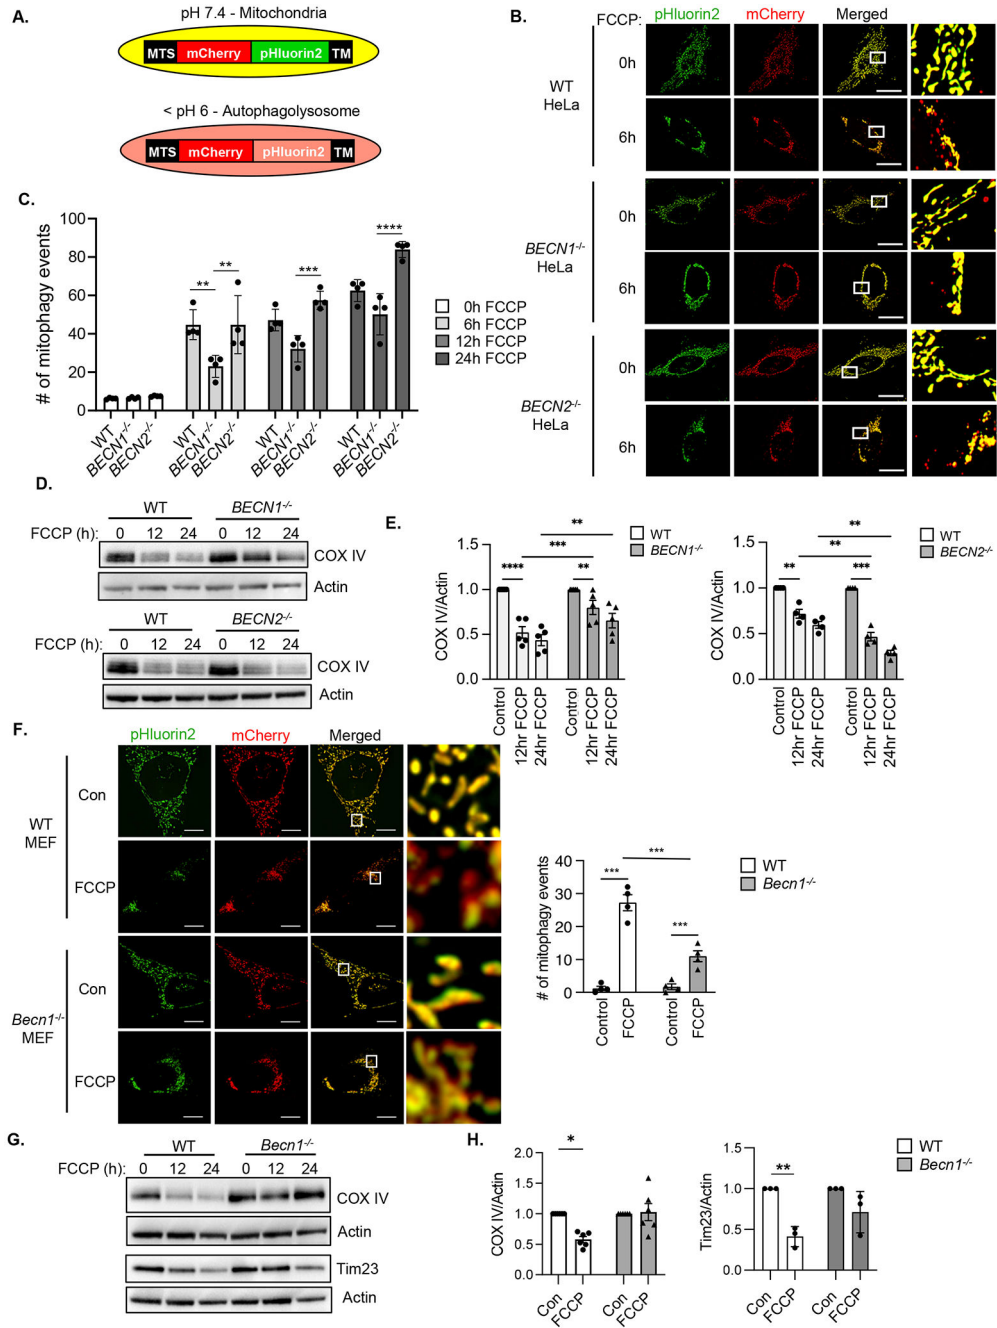 A.
pH 7.4 - Mitochondria
MTS mCherry pHluorin2 TM
< pH 6 - Autophagolysosome
MTS mCherry pHluorin2 TM
B.
FCCP: pHluorin2 mCherry Merged
0h
WT
HeLa
6h
0h
BECN1-/-
HeLa
6h
0h
BECN2-/-
HeLa
6h
C.
# of mitophagy events
100
80
60
40
20
0
** ** *** ****
WT BECN1-/- BECN2-/- WT BECN1-/- BECN2-/- WT BECN1-/- BECN2-/- WT BECN1-/- BECN2-/-
0h FCCP
6h FCCP
12h FCCP
24h FCCP
D.
WT BECN1-/-
FCCP (h): 0 12 24 0 12 24
COX IV
Actin
WT BECN2-/-
FCCP (h): 0 12 24 0 12 24
COX IV
Actin
E.
COX IV/Actin
1.5
1.0
0.5
0.0
**
***
**** **
WT
BECN1-/-
Control 12hr FCCP 24hr FCCP Control 12hr FCCP 24hr FCCP
COX IV/Actin
1.5
1.0
0.5
0.0
**
**
** ***
WT
BECN2-/-
Control 12hr FCCP 24hr FCCP Control 12hr FCCP 24hr FCCP
F.
pHluorin2 mCherry Merged
Con
WT
MEF
FCCP
Con
Becn1-/-
MEF
FCCP
# of mitophagy events
40
30
20
10
0
***
***
***
WT
Becn1-/-
Control FCCP Control FCCP
G.
WT Becn1-/-
FCCP (h): 0 12 24 0 12 24
COX IV
Actin
Tim23
Actin
H.
COX IV/Actin
2.0
1.5
1.0
0.5
0.0
*
Con FCCP Con FCCP
Tim23/Actin
1.5
1.0
0.5
0.0
**
WT
Becn1-/-
Con FCCP Con FCCP